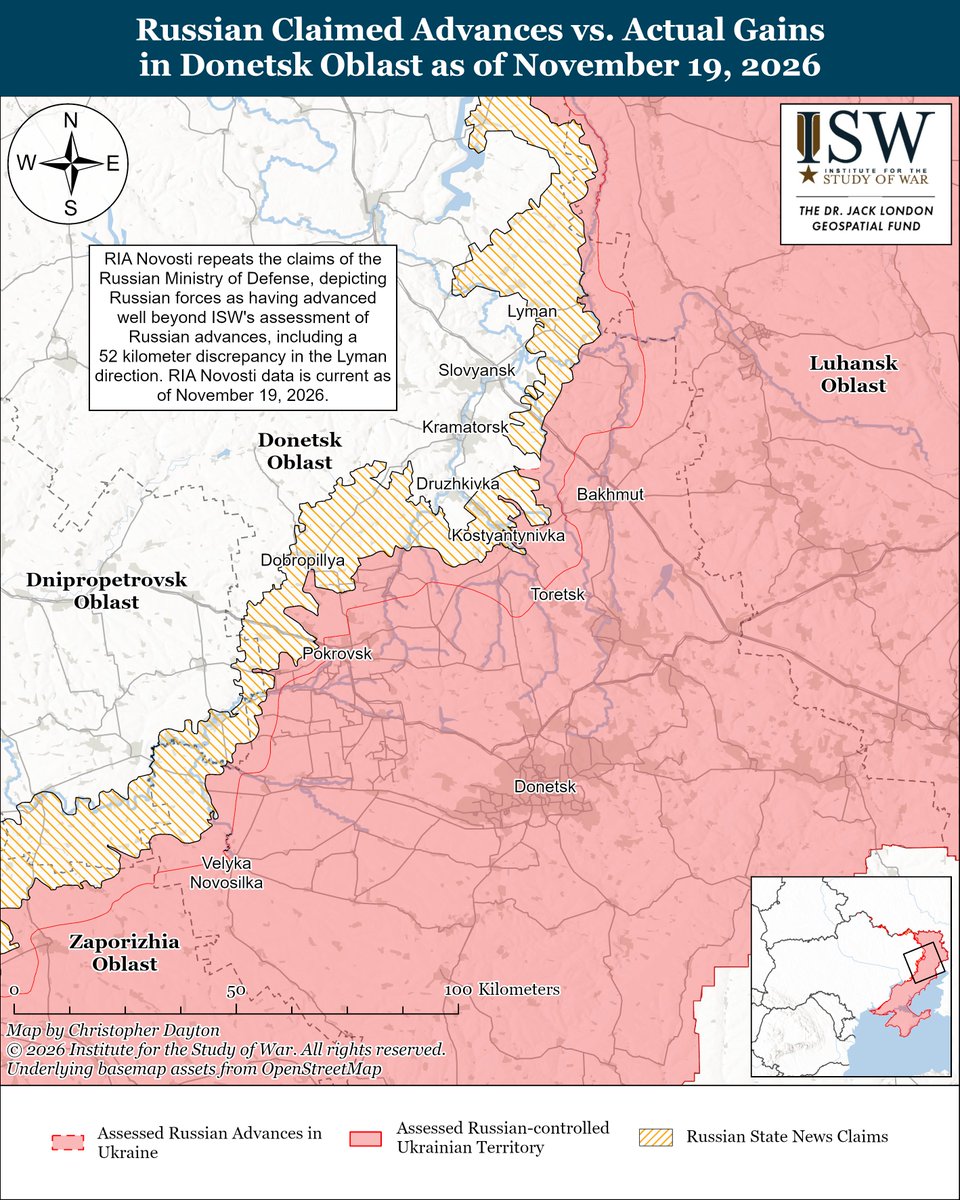 Russian Claimed Advances vs. Actual Gains
in Donetsk Oblast as of November 19, 2026
N
W
E
S
ISW
INSTITUTE FOR THE
STUDY OF WAR
THE DR. JACK LONDON
GEOSPATIAL FUND
RIA Novosti repeats the claims of the
Russian Ministry of Defense, depicting
Russian forces as having advanced
well beyond ISW's assessment of
Russian advances, including a
52 kilometer discrepancy in the Lyman
direction. RIA Novosti data is current as
of November 19, 2026.
Lyman
Luhansk
Oblast
Slovyansk
Kramatorsk
Donetsk
Oblast
Druzhkivka
Bakhmut
Kostyantynivka
Dobropillya
Dnipropetrovsk
Oblast
Toretsk
Pokrovsk
Donetsk
Velyka
Novosilka
Zaporizhia
Oblast
0
50
100 Kilometers
Map by Christopher Dayton
© 2026 Institute for the Study of War. All rights reserved.
Underlying basemap assets from OpenStreetMap
Assessed Russian Advances in
Ukraine
Assessed Russian-controlled
Ukrainian Territory
Russian State News Claims